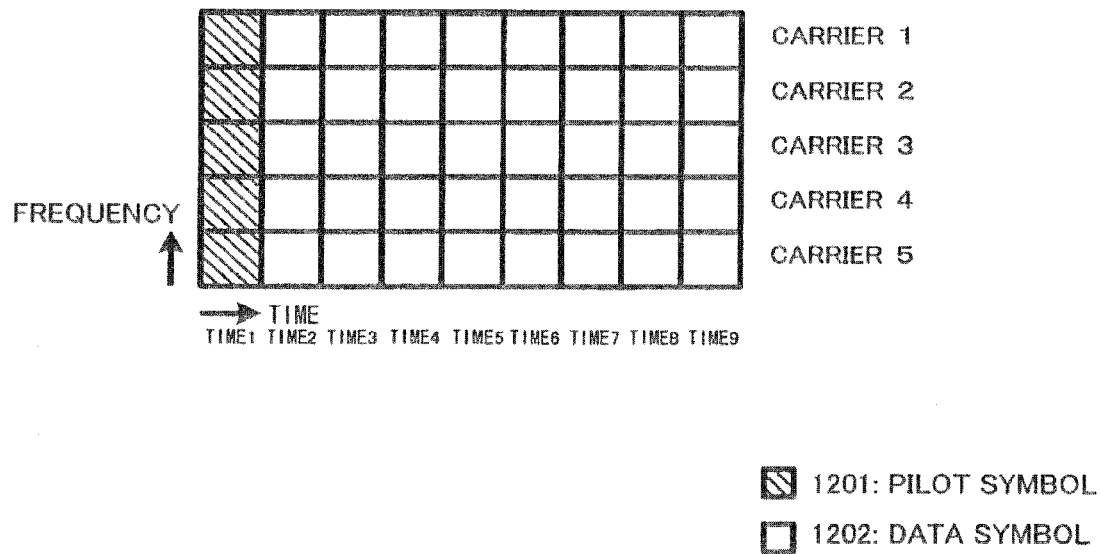 CARRIER 1
CARRIER 2
CARRIER 3
CARRIER 4
CARRIER 5
FREQUENCY
TIME
TIME1 TIME2 TIME3 TIME4 TIME5 TIME6 TIME7 TIME8 TIME9
1201: PILOT SYMBOL
1202: DATA SYMBOL